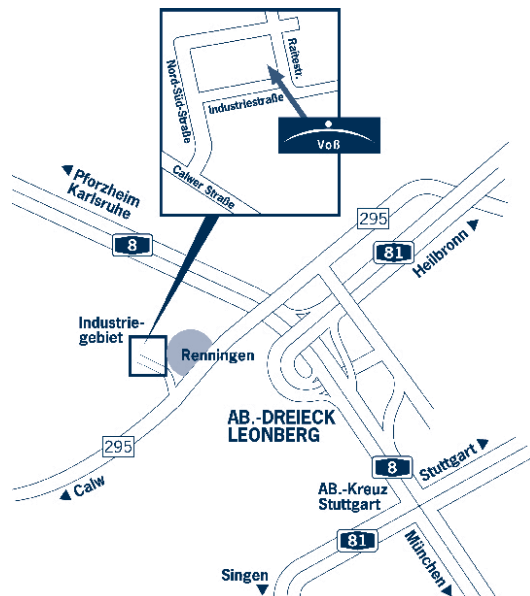 Raitestr.
Nord-Süd-Straße
Industriestraße
Voß
Calwer Straße
Pforzheim
Karlsruhe
8
295
81
Heilbronn
Industrie-
gebiet
Renningen
AB.-DREIECK
LEONBERG
295
Calw
8
Stuttgart
AB.-Kreuz
Stuttgart
81
München
Singen